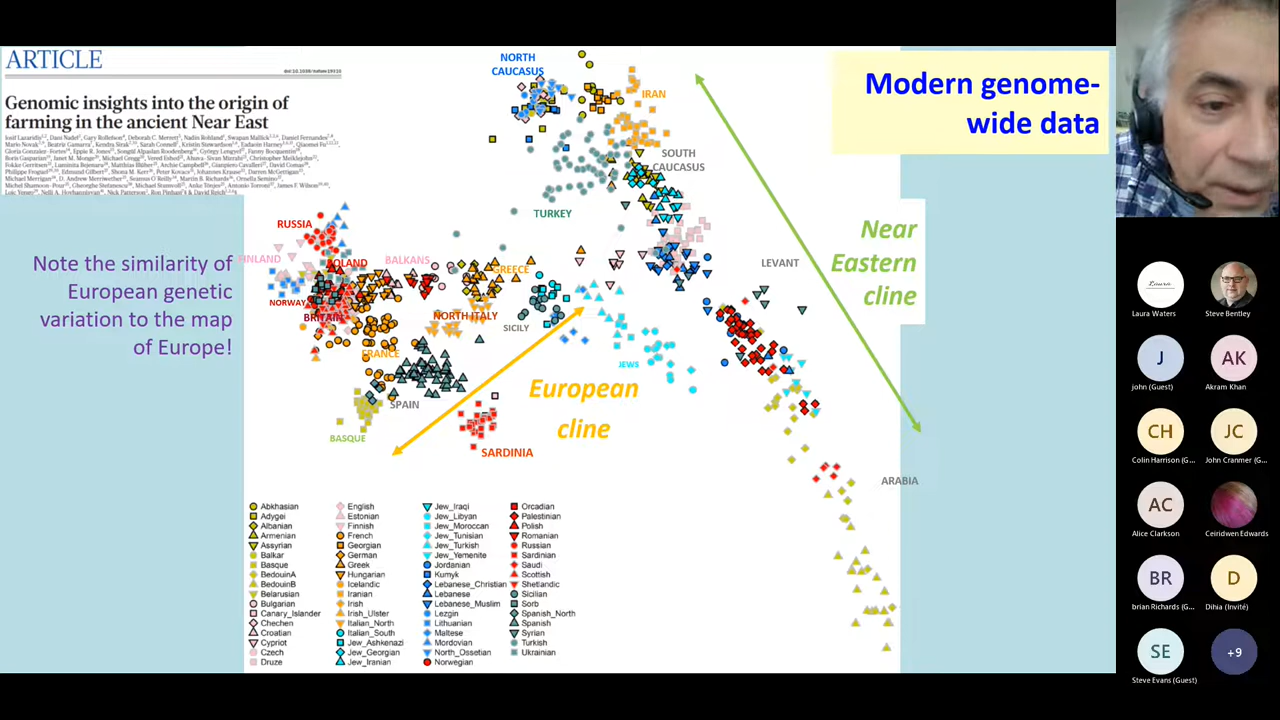 ARTICLE
Genomic insights into the origin of
farming in the ancient Near East
Modern genome-
wide data
Note the similarity of
European genetic
variation to the map
of Europe!
NORTH
CAUCASUS
IRAN
SOUTH
CAUCASUS
TURKEY
RUSSIA
FINLAND
POLAND
BALKANS
GREECE
LEVANT
NORWAY
BRITAIN
NORTH ITALY
SICILY
FRANCE
JEWS
SPAIN
BASQUE
SARDINIA
ARABIA
Near
Eastern
cline
European
cline
Abkhasian
Adygei
Albanian
Armenian
Assyrian
Balkar
Basque
BedouinA
BedouinB
Belarusian
Bulgarian
Canary_Islander
Chechen
Croatian
Cypriot
Czech
Druze
English
Estonian
Finnish
French
Georgian
German
Greek
Hungarian
Icelandic
Iranian
Irish
Irish_Ulster
Italian_North
Italian_South
Jew_Ashkenazi
Jew_Georgian
Jew_Iranian
Jew_Iraqi
Jew_Libyan
Jew_Moroccan
Jew_Tunisian
Jew_Turkish
Jew_Yemenite
Jordanian
Kumyk
Lebanese_Christian
Lebanese
Lebanese_Muslim
Lezgin
Lithuanian
Maltese
Mordovian
North_Ossetian
Norwegian
Orcadian
Palestinian
Polish
Romanian
Russian
Sardinian
Saudi
Scottish
Shetlandic
Sicilian
Sorb
Spanish_North
Spanish
Syrian
Turkish
Ukrainian
Laura Waters
Steve Bentley
J
john (Guest)
AK
Akram Khan
CH
Colin Harrison (G...
JC
John Cranmer (G...
AC
Alice Clarkson
Ceiridwen Edwards
BR
brian Richards (G...
D
Dihia (Invité)
SE
Steve Evans (Guest)
+9